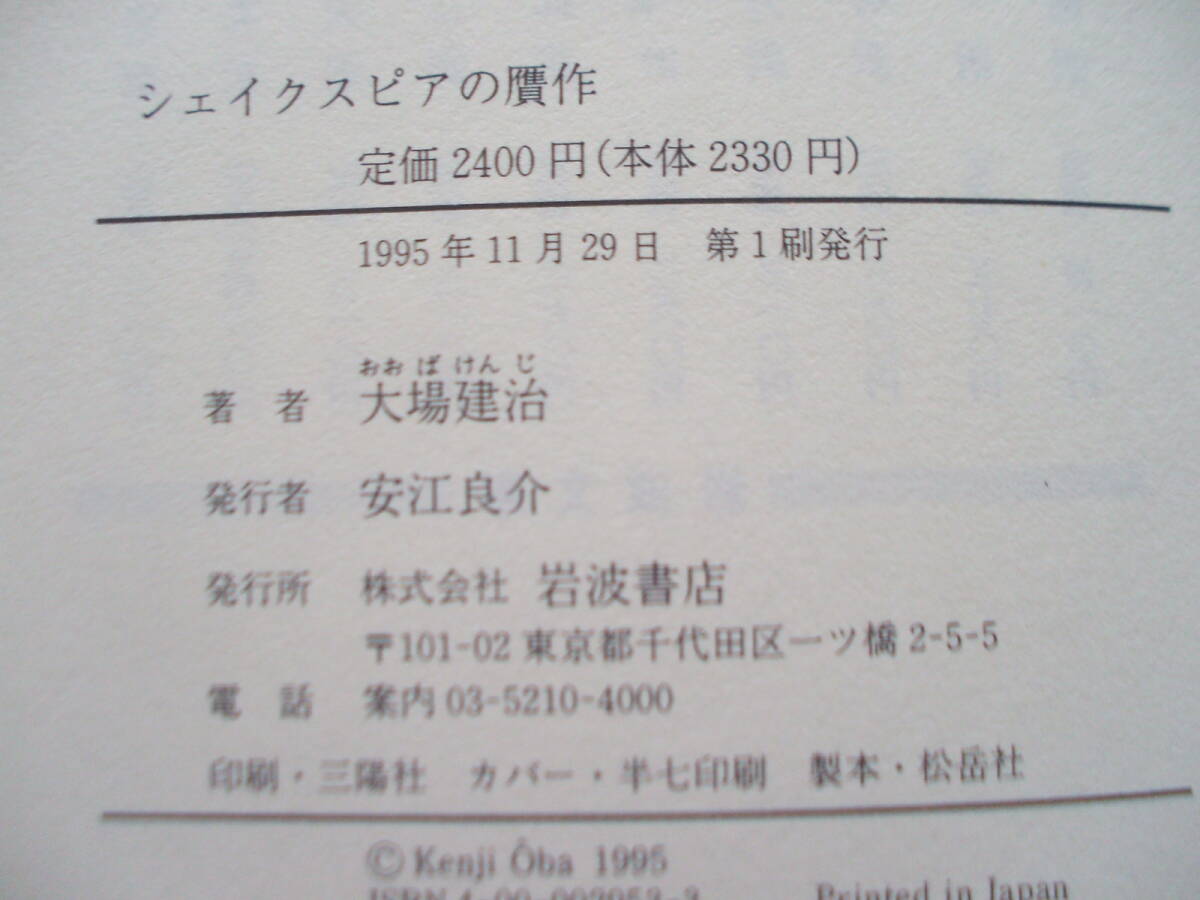 シェイクスピアの贋作
定価 2400 円(本体 2330 円)
1995 年 11 月 29 日　第 1 刷発行
おお ば けん じ
著　者　大場建治
発行者　安江良介
発行所　株式会社 岩波書店
〒101-02 東京都千代田区一ツ橋 2-5-5
電　話　案内 03-5210-4000
印刷・三陽社　カバー・半七印刷　製本・松岳社
© Kenji Ôba 1995
Printed in Japan